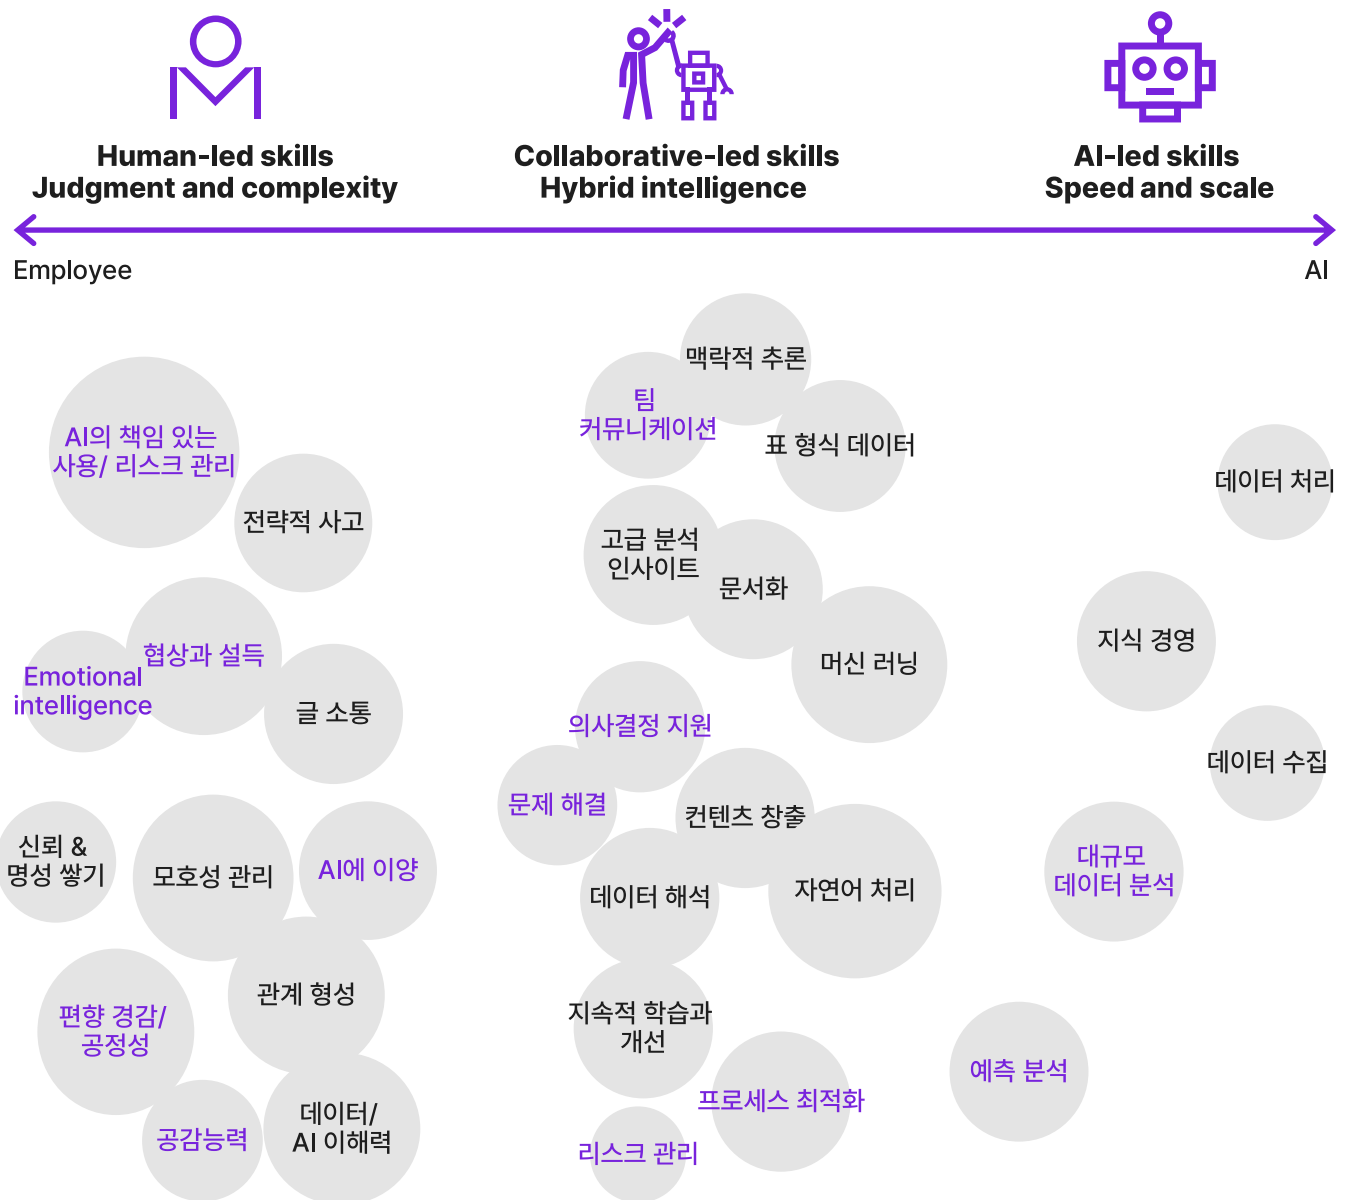 Human-led skills
Judgment and complexity
Collaborative-led skills
Hybrid intelligence
AI-led skills
Speed and scale
Employee
AI
AI의 책임 있는
사용/ 리스크 관리
전략적 사고
협상과 설득
Emotional
intelligence
글 소통
신뢰 &
명성 쌓기
모호성 관리
AI에 이양
관계 형성
편향 경감/
공정성
공감능력
데이터/
AI 이해력
맥락적 추론
팀
커뮤니케이션
표 형식 데이터
고급 분석
인사이트
문서화
머신 러닝
의사결정 지원
문제 해결
컨텐츠 창출
데이터 해석
자연어 처리
지속적 학습과
개선
프로세스 최적화
리스크 관리
데이터 처리
지식 경영
데이터 수집
대규모
데이터 분석
예측 분석